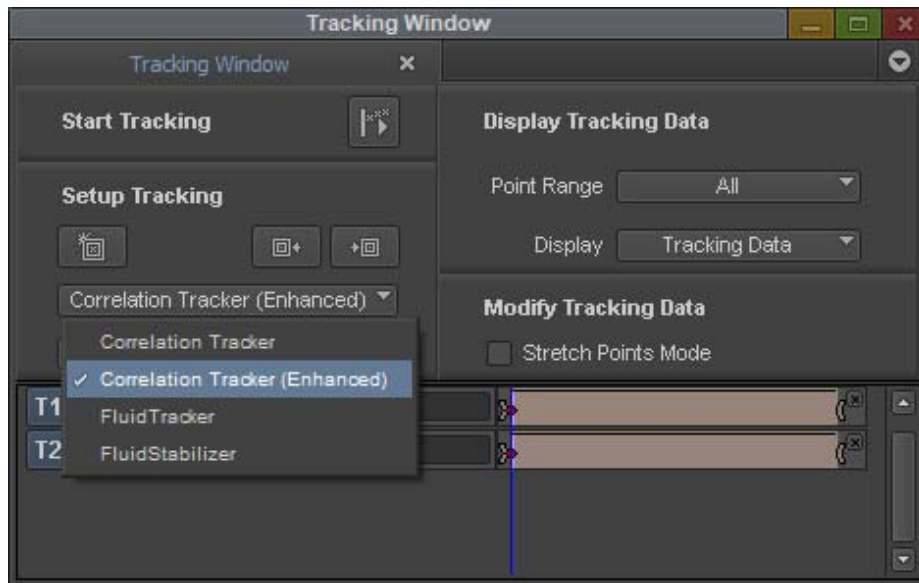 Tracking Window
Tracking Window
Start Tracking
Setup Tracking
Correlation Tracker (Enhanced)
Correlation Tracker
Correlation Tracker (Enhanced)
FluidTracker
FluidStabilizer
Display Tracking Data
Point Range All
Display Tracking Data
Modify Tracking Data
Stretch Points Mode
T1
T2